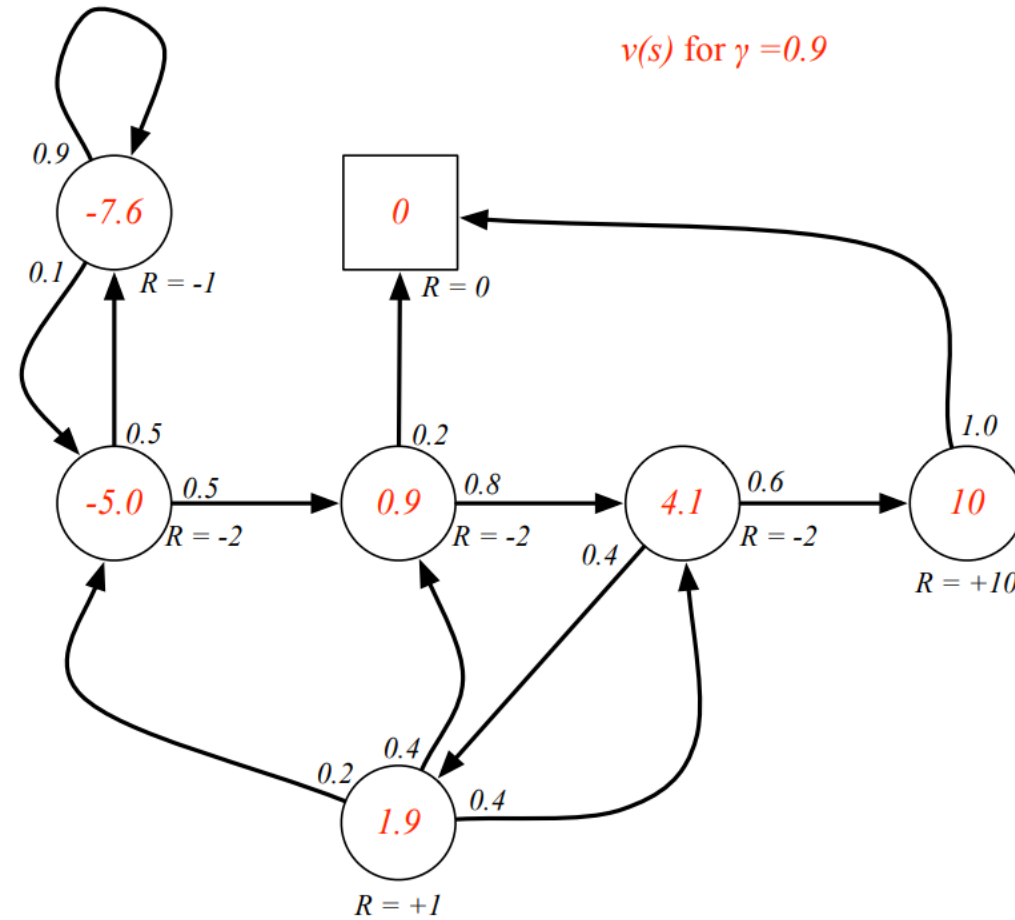 v(s) for γ =0.9
0.9
-7.6
0
0.1
R = -1
R = 0
0.5
0.2
1.0
-5.0
0.5
0.9
0.8
4.1
0.6
10
R = -2
R = -2
0.4
R = -2
R = +10
0.4
0.2
0.4
1.9
R = +1